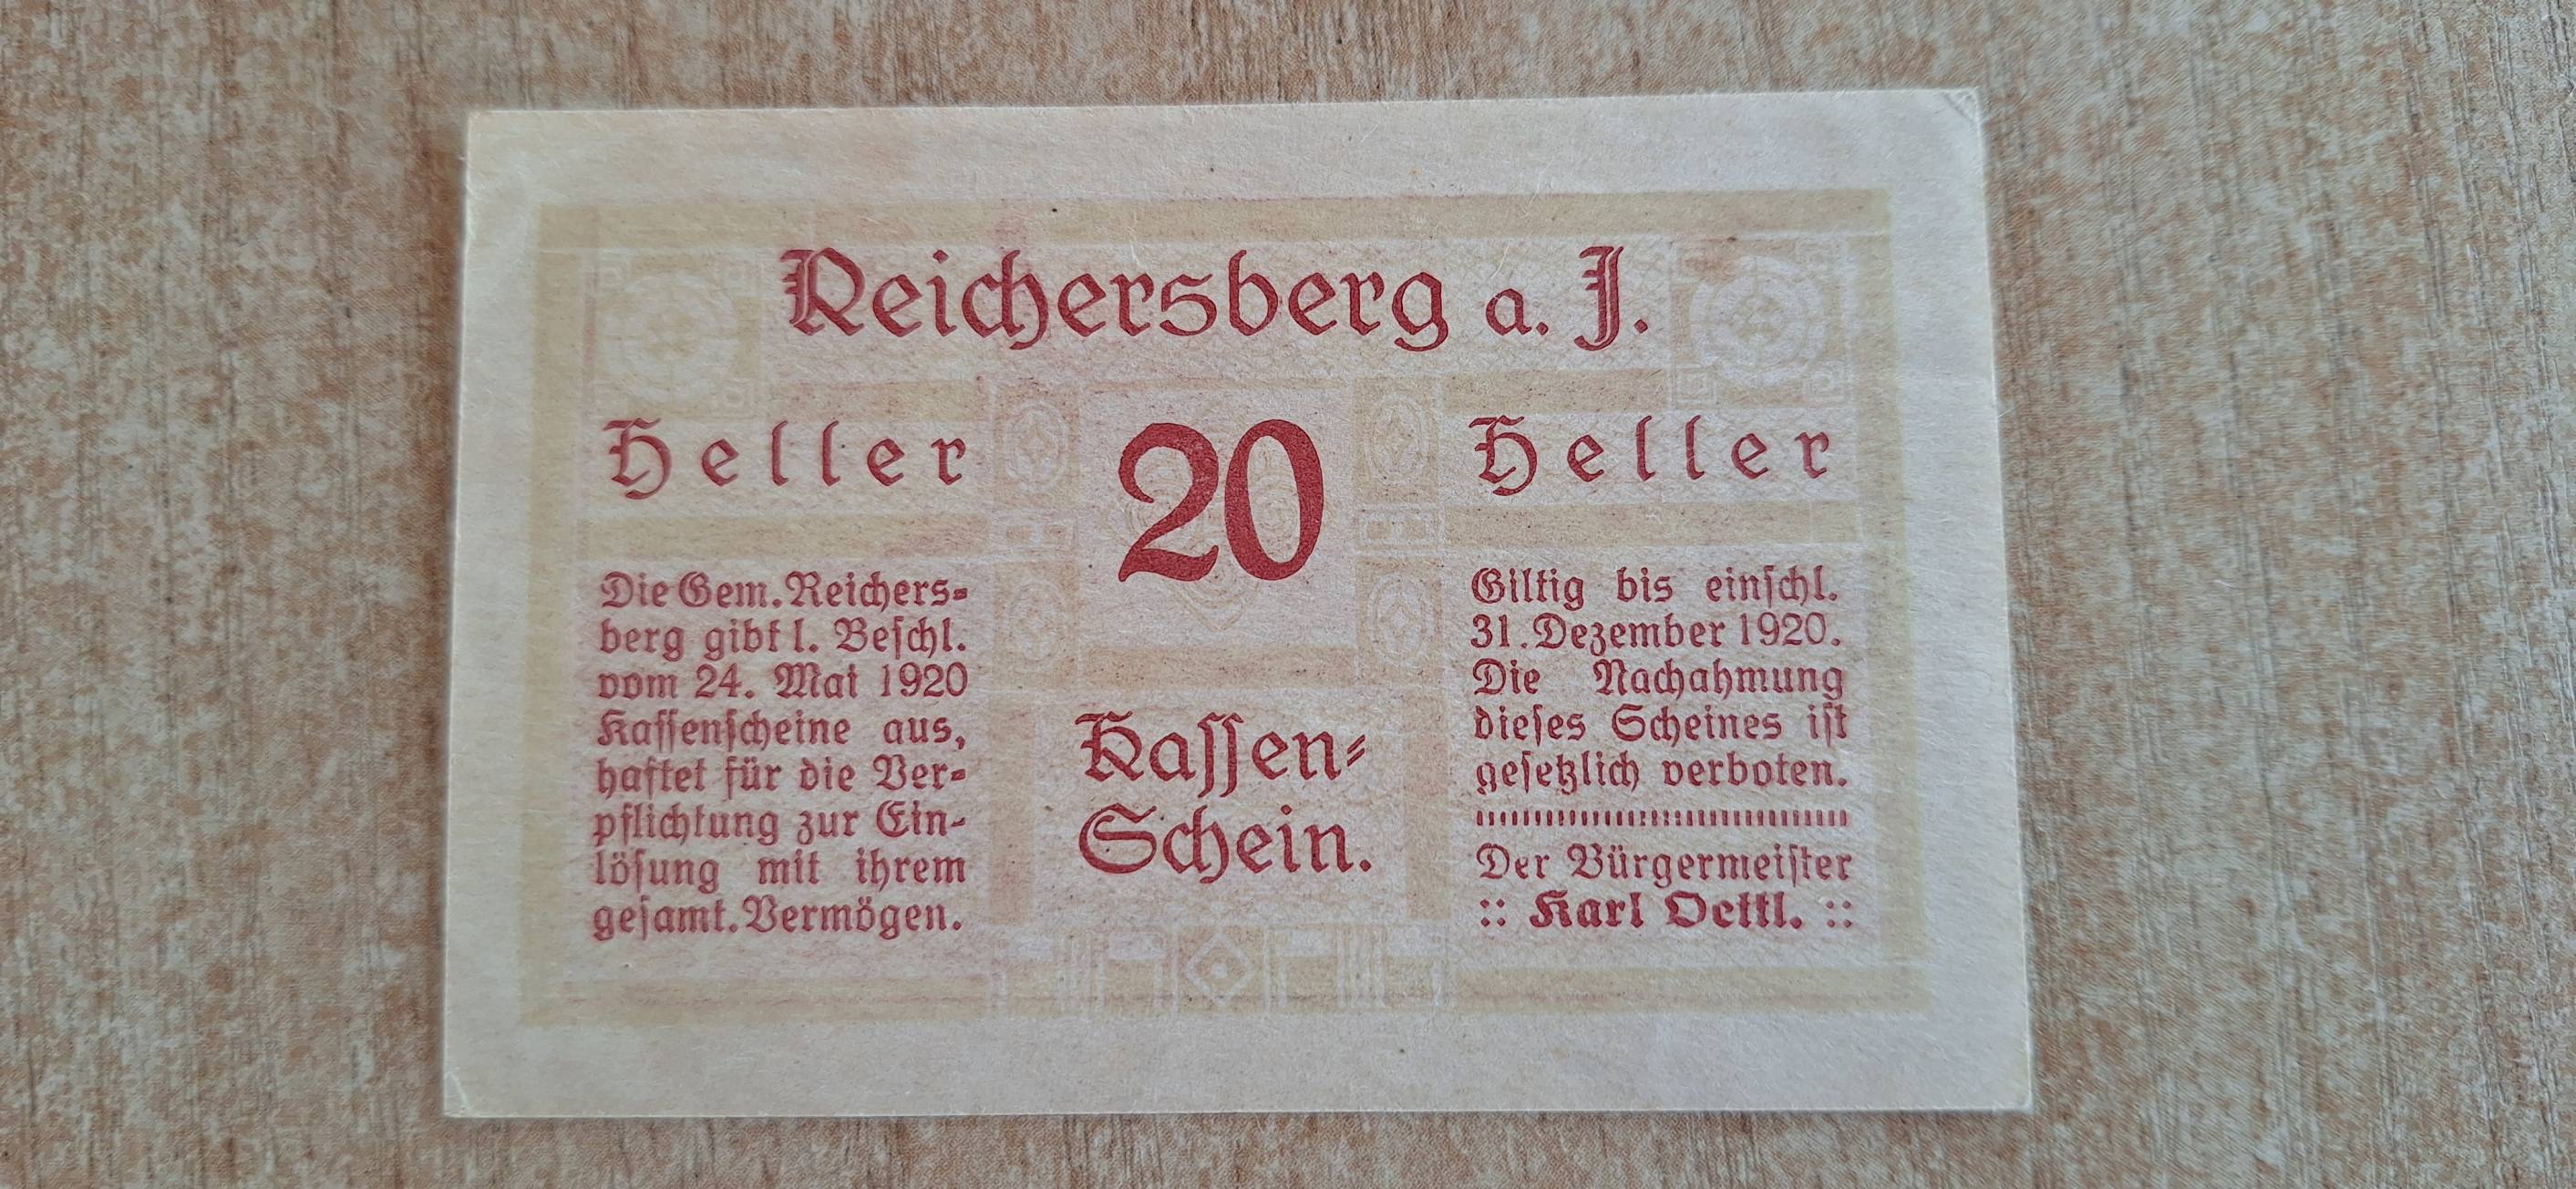 Reichersberg a. J.
Heller 20 Heller
Die Gem. Reichers=
berg gibt l. Beschl.
vom 24. Mai 1920
Kassenscheine aus,
haftet für die Ver=
pflichtung zur Ein-
lösung mit ihrem
gesamt. Vermögen.
Kassen=
Schein.
Giltig bis einschl.
31. Dezember 1920.
Die Nachahmung
dieses Scheines ist
gesetzlich verboten.
Der Bürgermeister
:: Karl Oettl. ::